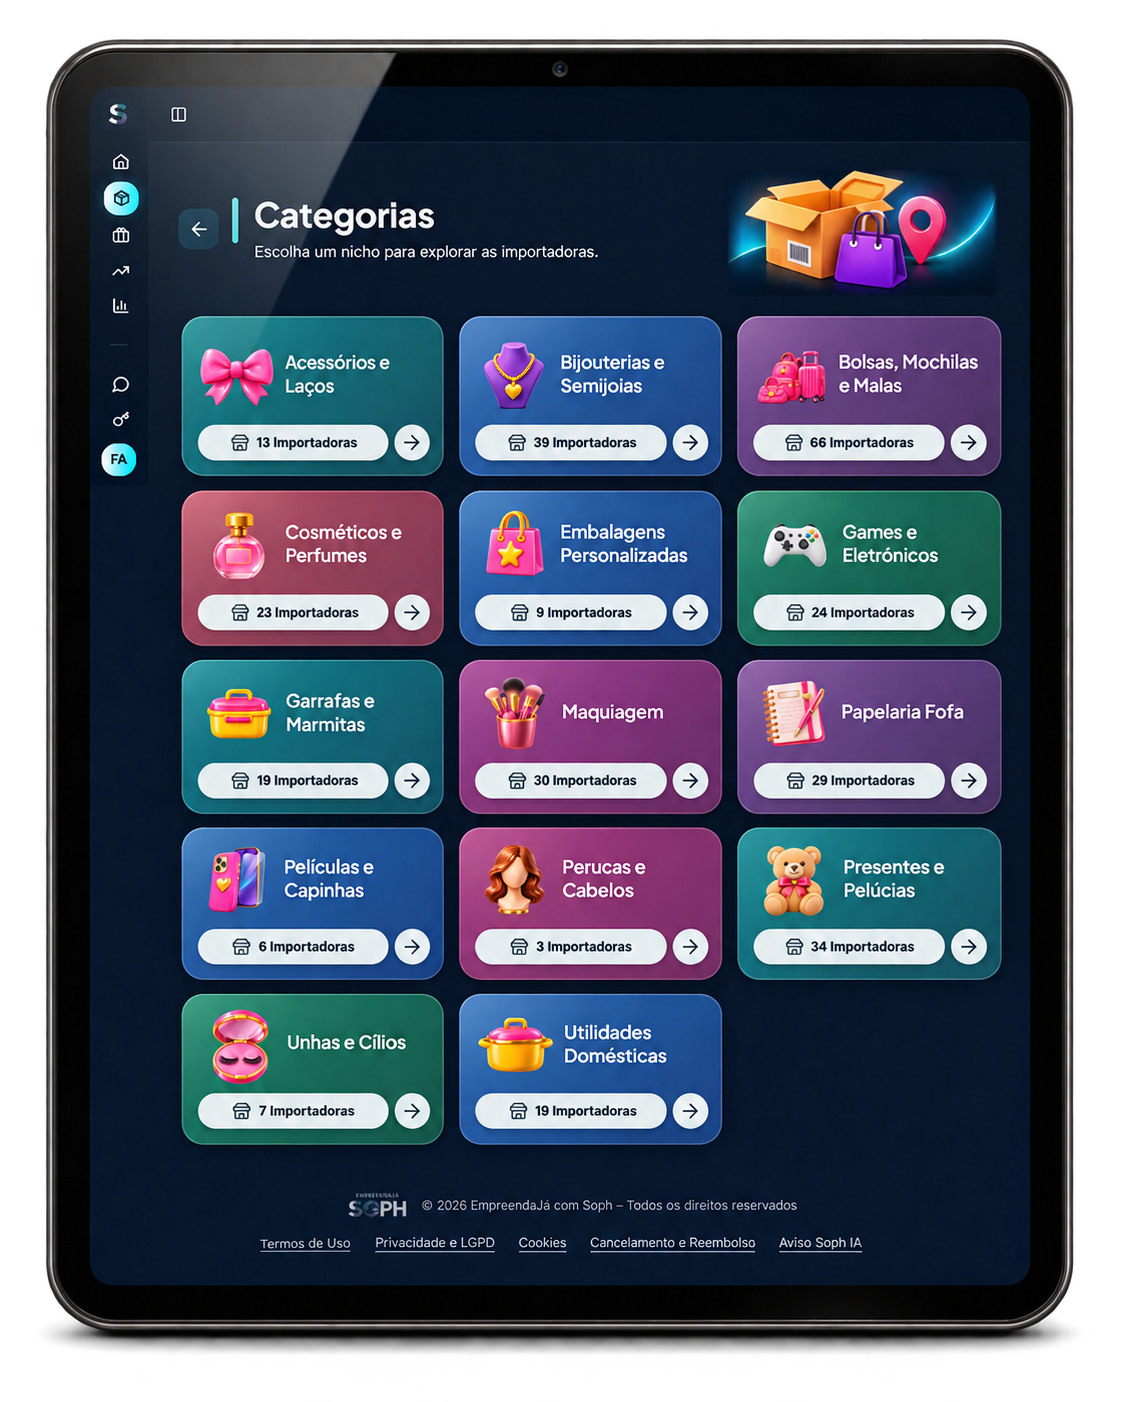 S
Categorias
Escolha um nicho para explorar as importadoras.
Acessórios e
Laços
13 Importadoras
Bijouterias e
Semijoias
39 Importadoras
Bolsas, Mochilas
e Malas
66 Importadoras
FA
Cosméticos e
Perfumes
23 Importadoras
Embalagens
Personalizadas
9 Importadoras
Games e
Eletrónicos
24 Importadoras
Garrafas e
Marmitas
19 Importadoras
Maquiagem
30 Importadoras
Papelaria Fofa
29 Importadoras
Películas e
Capinhas
6 Importadoras
Perucas e
Cabelos
3 Importadoras
Presentes e
Pelúcias
34 Importadoras
Unhas e Cílios
7 Importadoras
Utilidades
Domésticas
19 Importadoras
EMPREENDAJÁ
SOPH
© 2026 EmpreendaJá com Soph – Todos os direitos reservados
Termos de Uso Privacidade e LGPD Cookies Cancelamento e Reembolso Aviso Soph IA